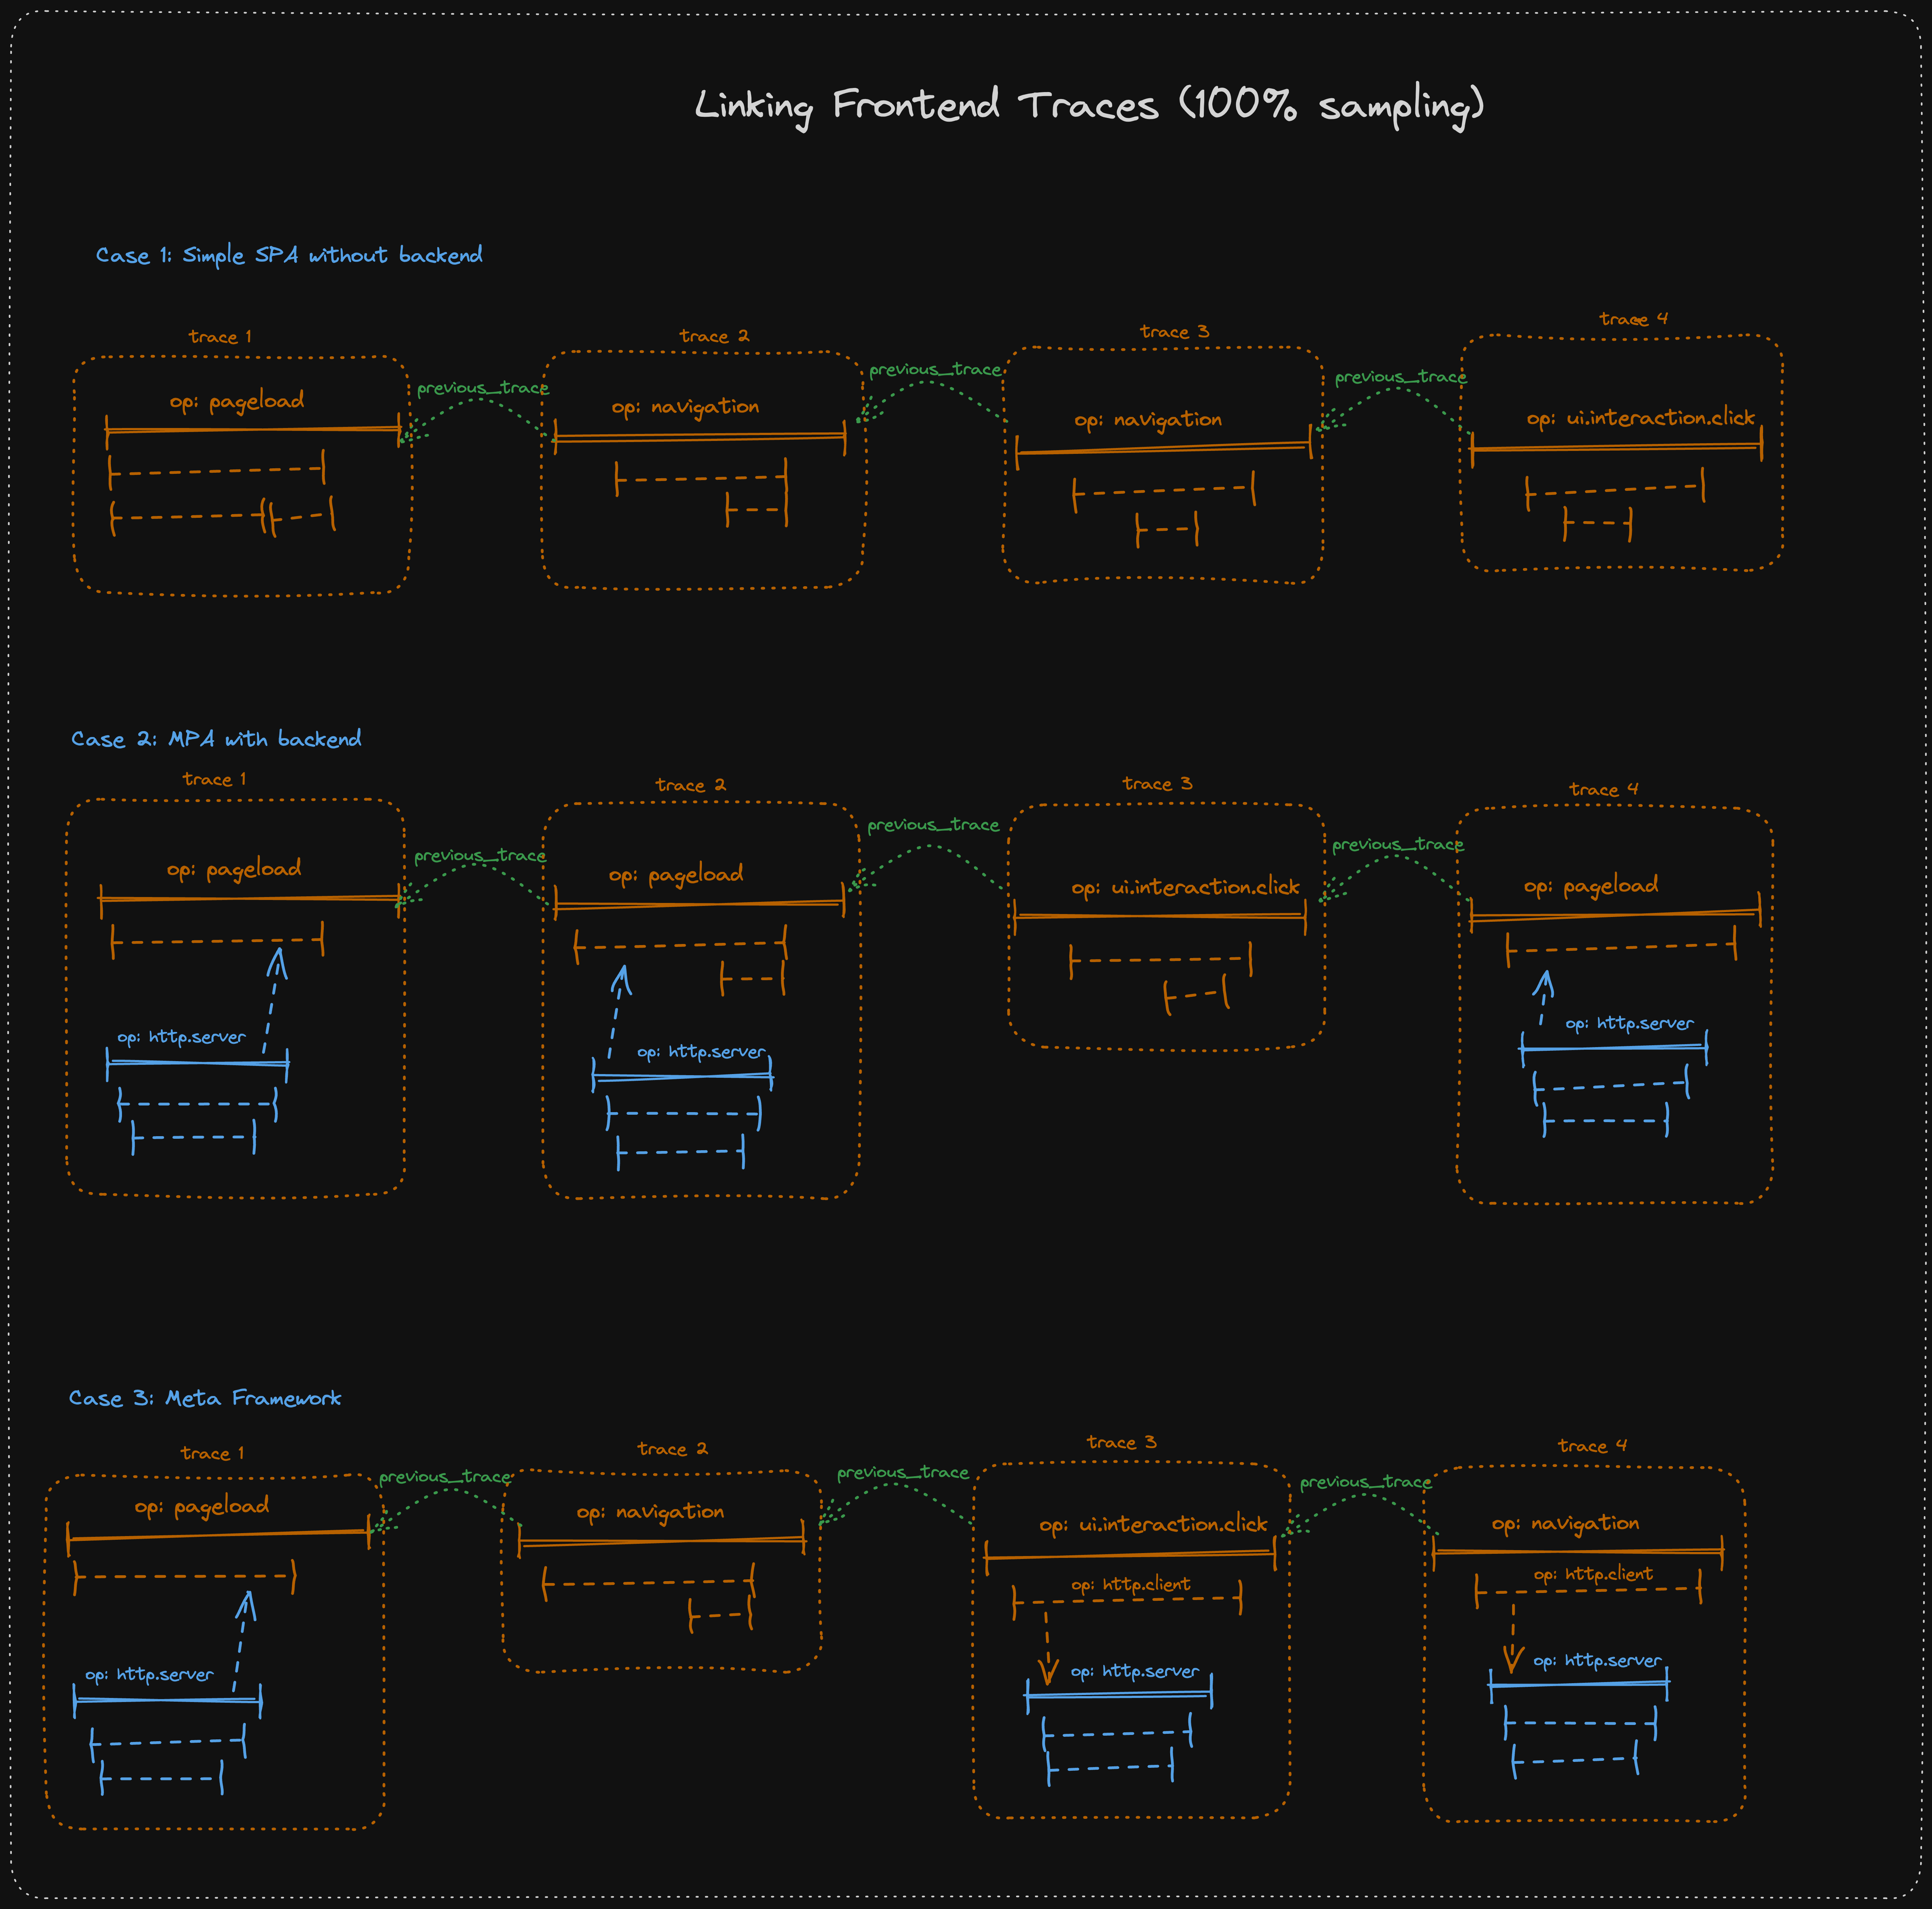 Linking Frontend Traces (100% sampling)
Case 1: Simple SPA without backend
trace 1
trace 2
trace 3
trace 4
previous_trace
previous_trace
previous_trace
op: pageload
op: navigation
op: navigation
op: ui.interaction.click
Case 2: MPA with backend
trace 1
trace 2
trace 3
trace 4
previous_trace
previous_trace
previous_trace
op: pageload
op: pageload
op: ui.interaction.click
op: pageload
op: http.server
op: http.server
op: http.server
Case 3: Meta Framework
trace 1
trace 2
trace 3
trace 4
previous_trace
previous_trace
previous_trace
op: pageload
op: navigation
op: ui.interaction.click
op: navigation
op: http.client
op: http.client
op: http.server
op: http.server
op: http.server